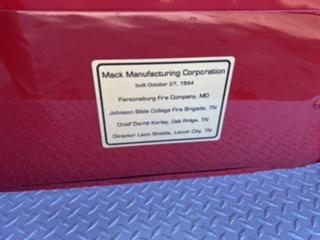 Mack Manufacturing Corporation
built October 27, 1944
Parsonsburg Fire Company, MD
Johnson Bible College Fire Brigade, TN
Chief Darryl Kerley, Oak Ridge, TN
Director Leon Shields, Lenoir City, TN